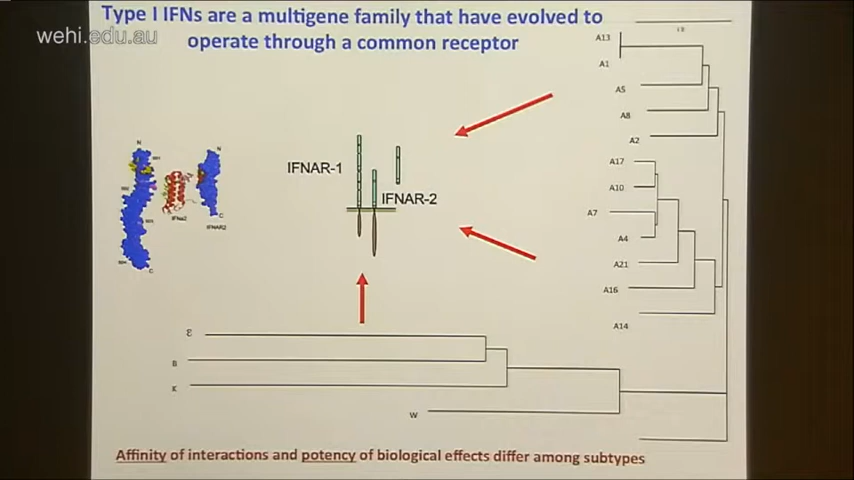 Type I IFNs are a multigene family that have evolved to
operate through a common receptor
wehi.edu.au
A13
A1
A5
A8
A2
A17
A10
A7
A4
A21
A16
A14
N
N
IFNα2
C
IFNAR2
C
IFNAR-1
IFNAR-2
ε
B
K
W
Affinity of interactions and potency of biological effects differ among subtypes